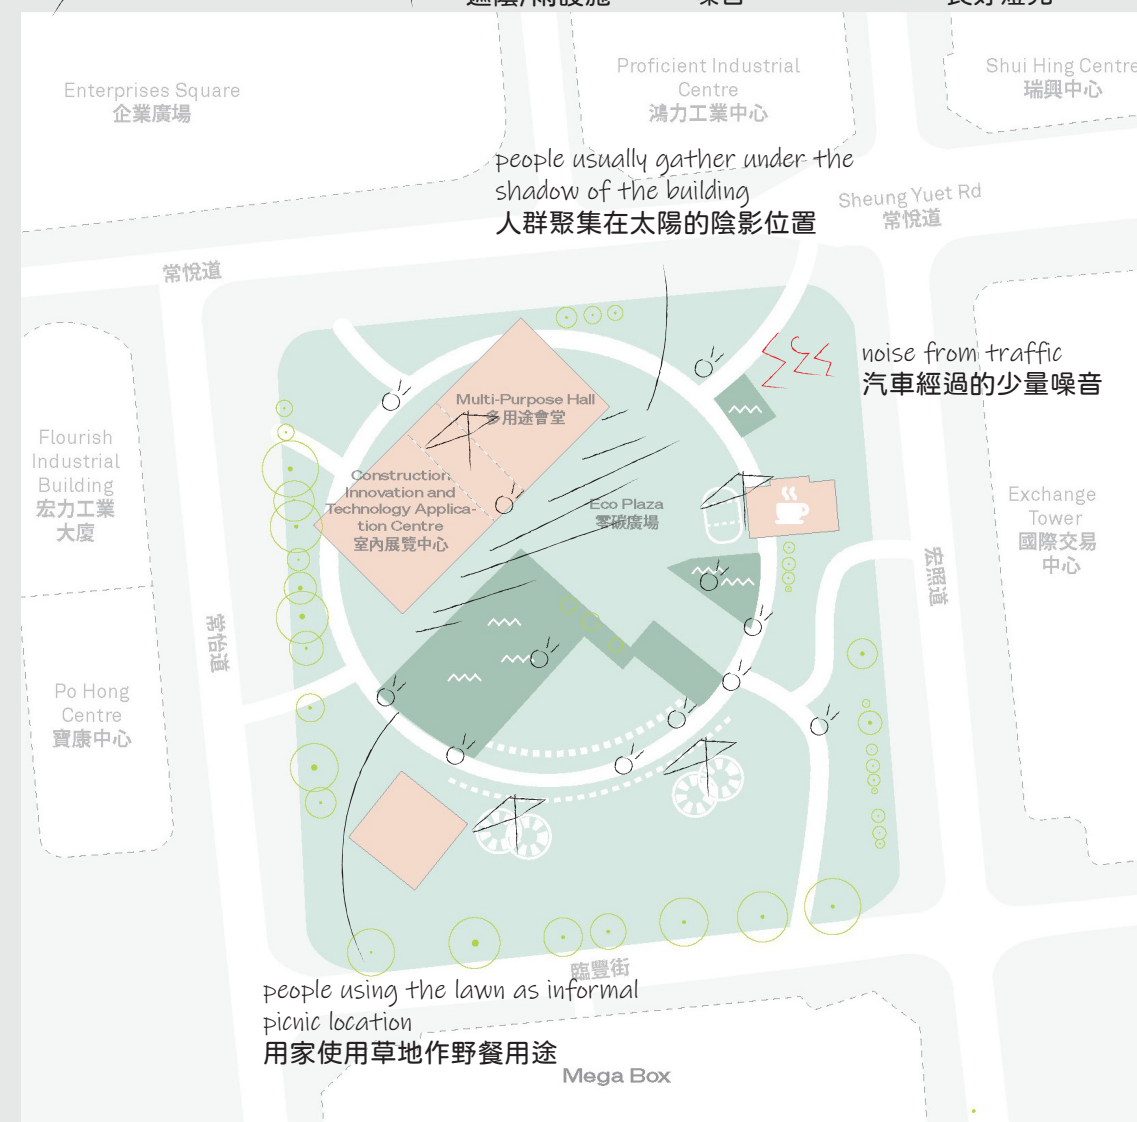 Enterprises Square
企業廣場
Proficient Industrial
Centre
鴻力工業中心
Shui Hing Centre
瑞興中心
people usually gather under the
shadow of the building
人群聚集在太陽的陰影位置
Sheung Yuet Rd
常悅道
常悅道
noise from traffic
汽車經過的少量噪音
Multi-Purpose Hall
多用途會堂
Flourish
Industrial
Building
宏力工業
大廈
Construction
Innovation and
Technology Applica-
tion Centre
室內展覽中心
Eco Plaza
零碳廣場
Exchange
Tower
國際交易
中心
宏照道
常怡道
Po Hong
Centre
寶康中心
臨豐街
people using the lawn as informal
picnic location
用家使用草地作野餐用途
Mega Box